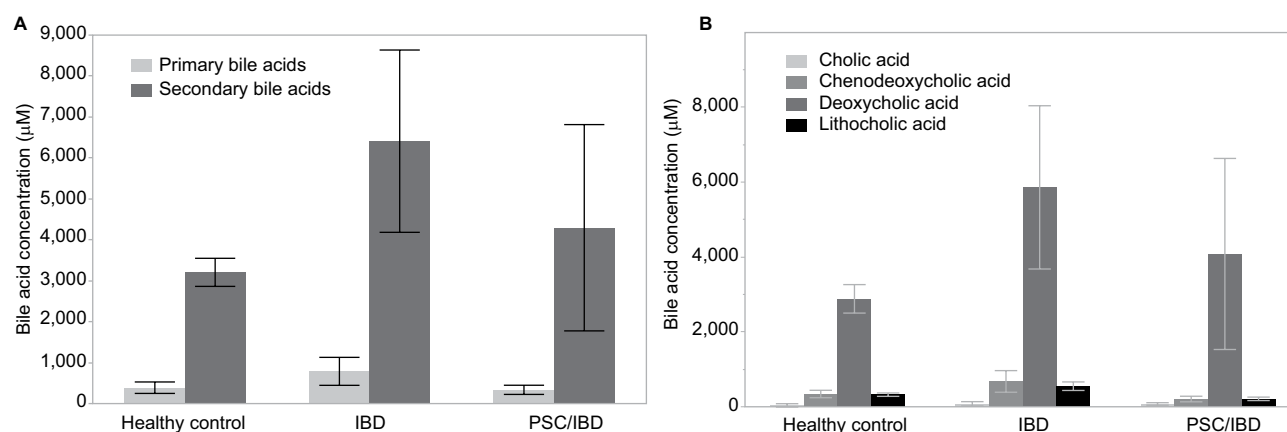 A
Bile acid concentration (µM)
9,000
8,000
7,000
6,000
5,000
4,000
3,000
2,000
1,000
0
Primary bile acids
Secondary bile acids
Healthy control
IBD
PSC/IBD
B
Bile acid concentration (µM)
8,000
6,000
4,000
2,000
0
Cholic acid
Chenodeoxycholic acid
Deoxycholic acid
Lithocholic acid
Healthy control
IBD
PSC/IBD